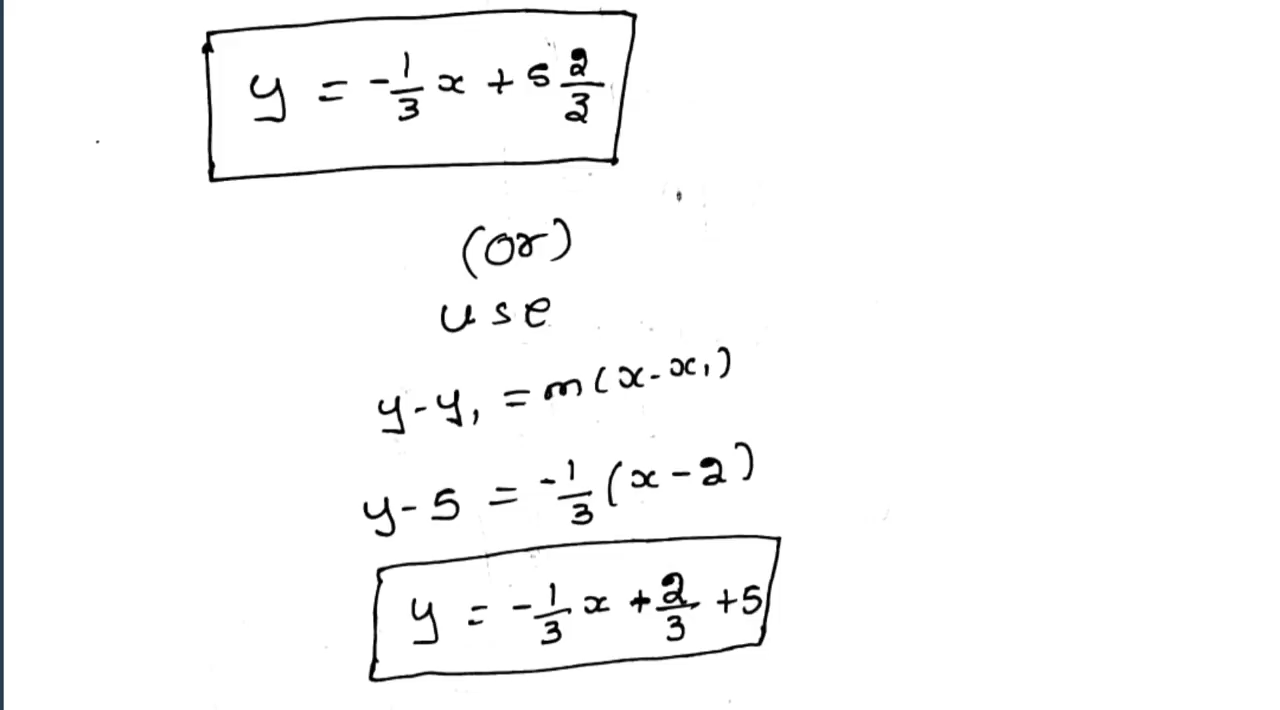 y = -1/3 x + 5 2/3
(or)
use
y - y₁ = m(x - x₁)
y - 5 = -1/3 (x - 2)
y = -1/3 x + 2/3 + 5